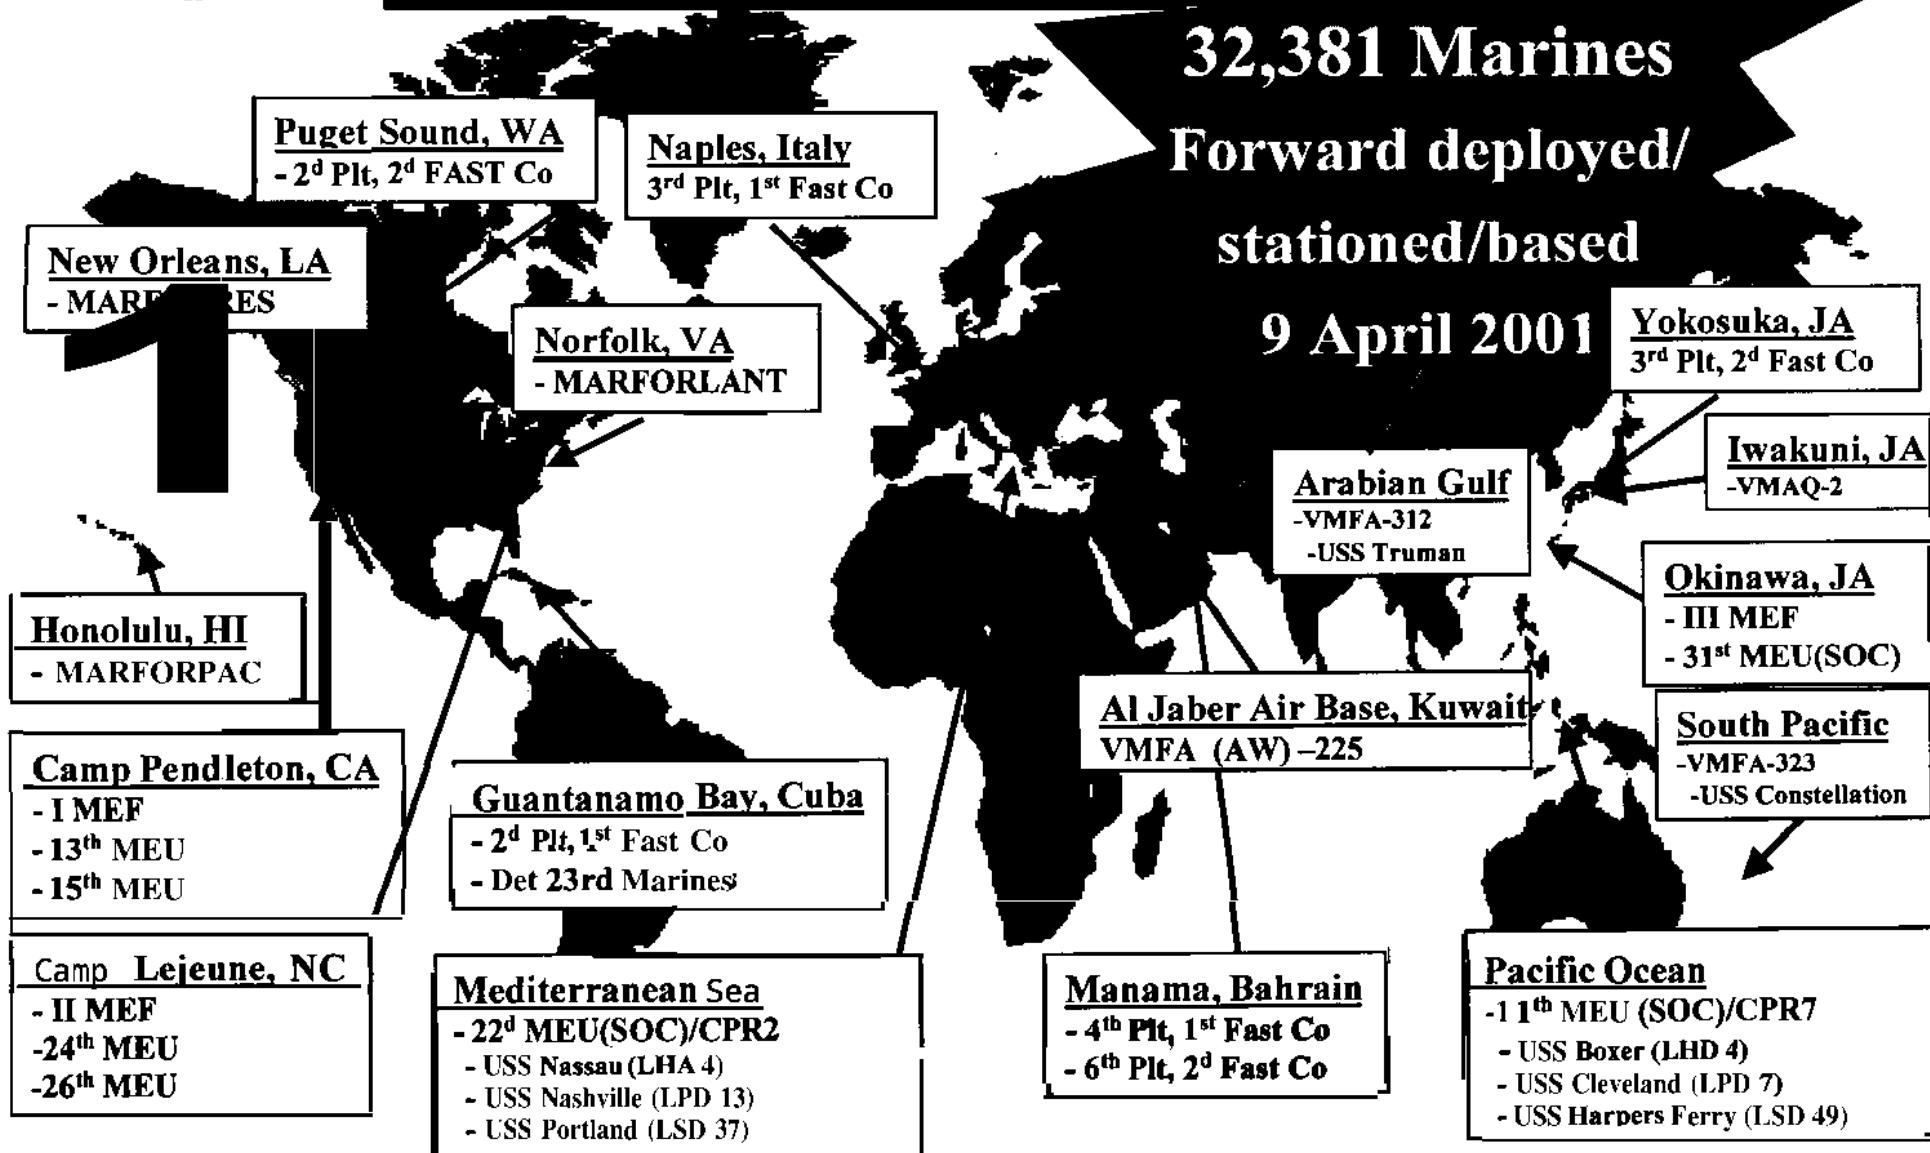 32,381 Marines
Forward deployed/
stationed/based
9 April 2001
Puget Sound, WA
- 2d Plt, 2d FAST Co
Naples, Italy
3rd Plt, 1st Fast Co
New Orleans, LA
1
Norfolk, VA
- MARFORLANT
Yokosuka, JA
3rd Plt, 2d Fast Co
Iwakuni, JA
-VMAQ-2
Arabian Gulf
-VMFA-312
-USS Truman
Okinawa, JA
- III MEF
- 31st MEU(SOC)
Honolulu, HI
- MARFORPAC
Al Jaber Air Base, Kuwait
VMFA (AW) –225
South Pacific
-VMFA-323
-USS Constellation
Camp Pendleton, CA
- I MEF
- 13th MEU
- 15th MEU
Guantanamo Bay, Cuba
- 2d Plt, 1st Fast Co
- Det 23rd Marines
Camp Lejeune, NC
- II MEF
-24th MEU
-26th MEU
Mediterranean Sea
- 22d MEU(SOC)/CPR2
- USS Nassau (LHA 4)
- USS Nashville (LPD 13)
- USS Portland (LSD 37)
Manama, Bahrain
- 4th Plt, 1st Fast Co
- 6th Plt, 2d Fast Co
Pacific Ocean
-11th MEU (SOC)/CPR7
- USS Boxer (LHD 4)
- USS Cleveland (LPD 7)
- USS Harpers Ferry (LSD 49)